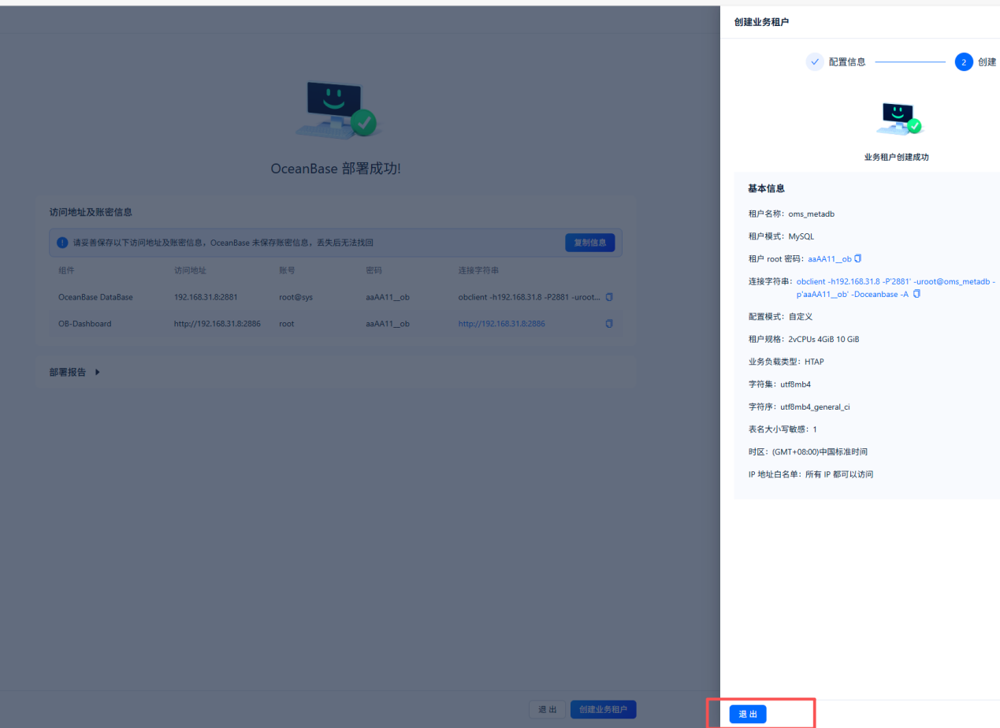 创建业务租户
配置信息
2 创建
业务租户创建成功
基本信息
租户名称：oms_metadb
租户模式：MySQL
租户 root 密码：aaAA11__ob
连接字符串：obclient -h192.168.31.8 -P'2881' -uroot@oms_metadb -
p'aaAA11__ob' -Doceanbase -A
配置模式：自定义
租户规格：2vCPUs 4GiB 10 GiB
业务负载类型：HTAP
字符集：utf8mb4
字符序：utf8mb4_general_ci
表名大小写敏感：1
时区：(GMT+08:00)中国标准时间
IP 地址白名单：所有 IP 都可以访问
退 出
OceanBase 部署成功!
访问地址及账密信息
请妥善保存以下访问地址及账密信息，OceanBase 未保存账密信息，丢失后无法找回 复制信息
组件 访问地址 账号 密码 连接字符串
OceanBase DataBase 192.168.31.8:2881 root@sys aaAA11__ob obclient -h192.168.31.8 -P2881 -uroot...
OB-Dashboard http://192.168.31.8:2886 root aaAA11__ob http://192.168.31.8:2886
部署报告
退 出 创建业务租户